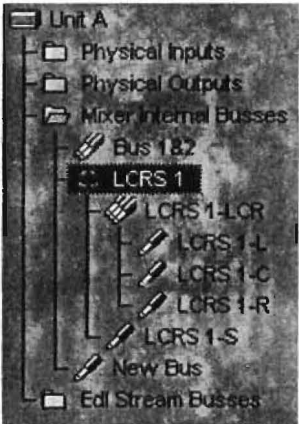 Unit A
Physical Inputs
Physical Outputs
Mixer Internal Busses
Bus 1&2
LCRS 1
LCRS 1-LCR
LCRS 1-L
LCRS 1-C
LCRS 1-R
LCRS 1-S
New Bus
Edl Stream Busses